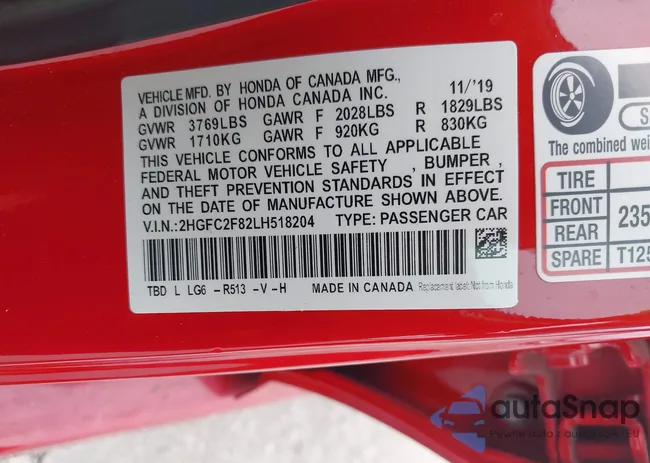 VEHICLE MFD. BY HONDA OF CANADA MFG., 11/'19
A DIVISION OF HONDA CANADA INC.
GVWR 3769LBS GAWR F 2028LBS R 1829LBS
GVWR 1710KG GAWR F 920KG R 830KG
THIS VEHICLE CONFORMS TO ALL APPLICABLE
FEDERAL MOTOR VEHICLE SAFETY , BUMPER ,
AND THEFT PREVENTION STANDARDS IN EFFECT
ON THE DATE OF MANUFACTURE SHOWN ABOVE.
V.I.N.:2HGFC2F82LH518204 TYPE: PASSENGER CAR
TBD L LG6 -R513 -V -H MADE IN CANADA Replacement label: Not from Honda
S
The combined wei
TIRE
FRONT 235
REAR
SPARE T125
autoSnap